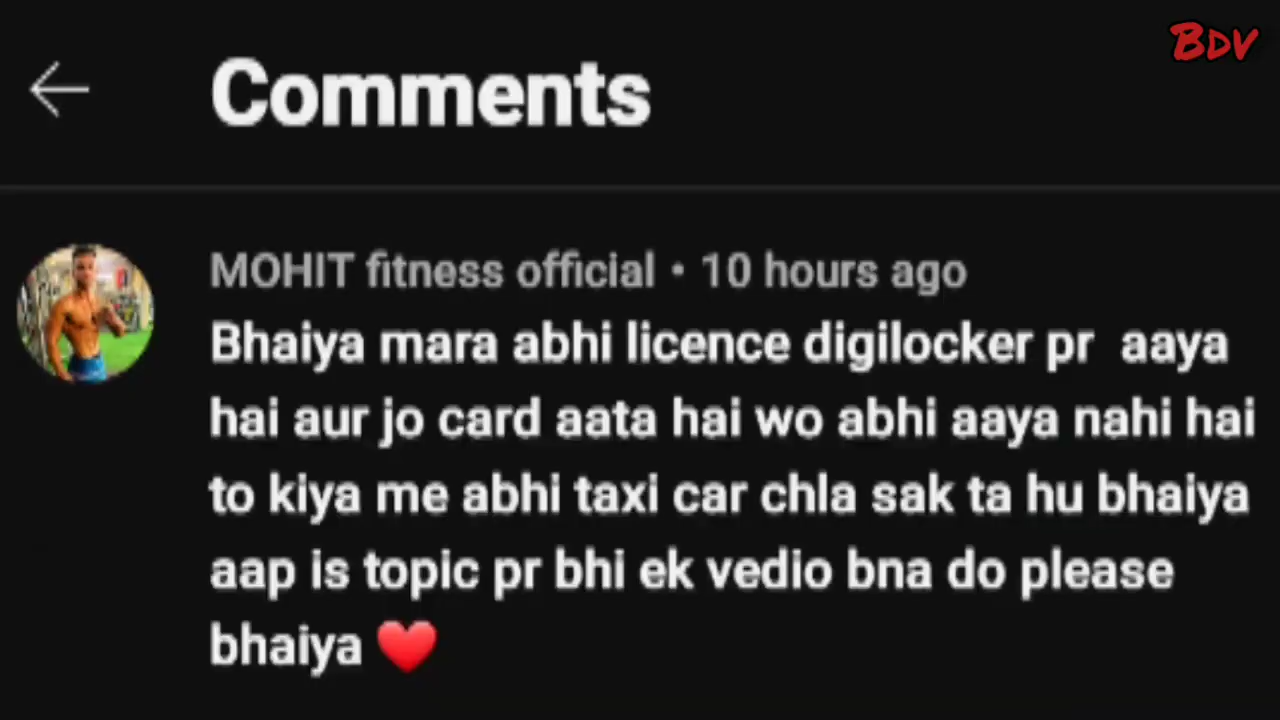 BDV
Comments
MOHIT fitness official • 10 hours ago
Bhaiya mara abhi licence digilocker pr aaya
hai aur jo card aata hai wo abhi aaya nahi hai
to kiya me abhi taxi car chla sak ta hu bhaiya
aap is topic pr bhi ek vedio bna do please
bhaiya ❤️